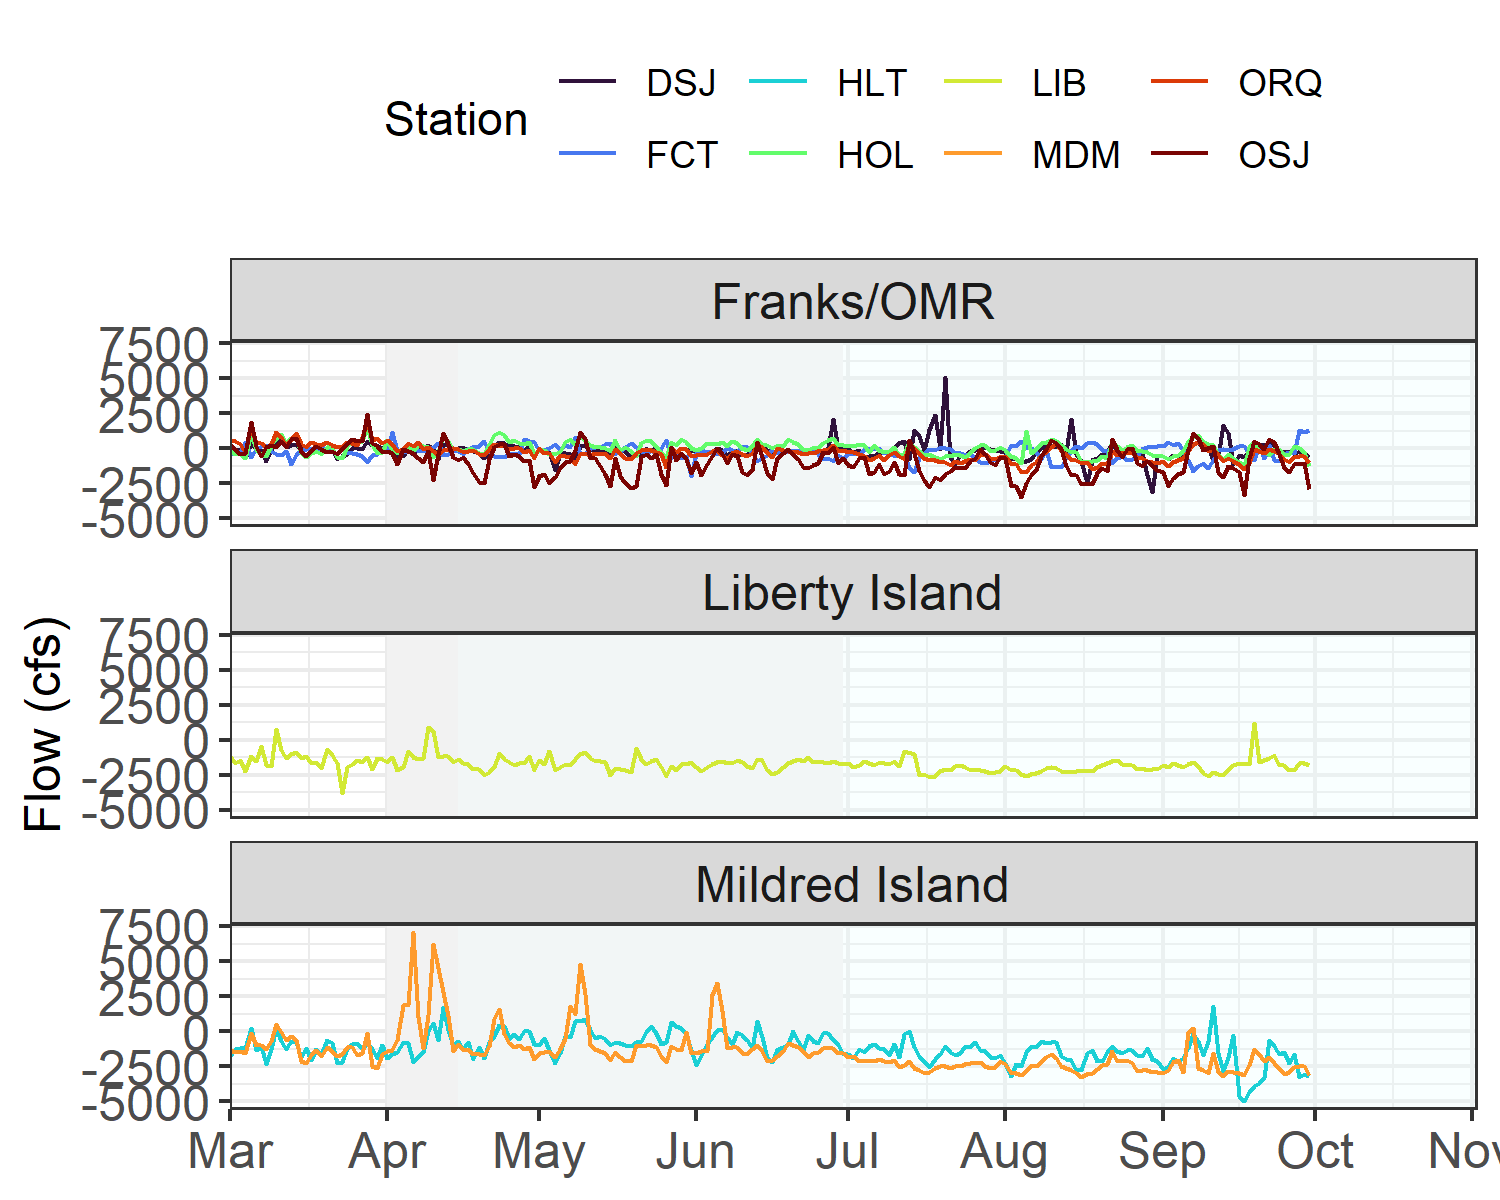 Station
DSJ HLT LIB ORQ
FCT HOL MDM OSJ
Franks/OMR
7500
5000
2500
0
-2500
-5000
Liberty Island
7500
5000
2500
0
-2500
-5000
Flow (cfs)
Mildred Island
7500
5000
2500
0
-2500
-5000
Mar Apr May Jun Jul Aug Sep Oct Nov